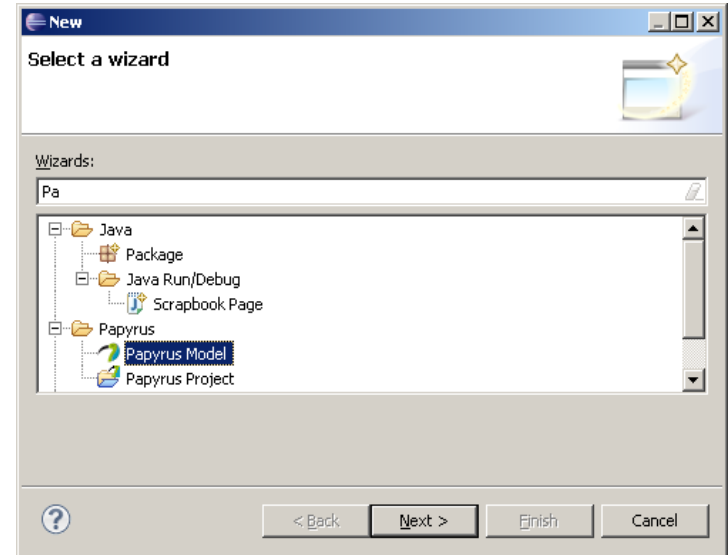 New
Select a wizard
Wizards:
Pa
Java
Package
Java Run/Debug
Scrapbook Page
Papyrus
Papyrus Model
Papyrus Project
< Back
Next >
Finish
Cancel